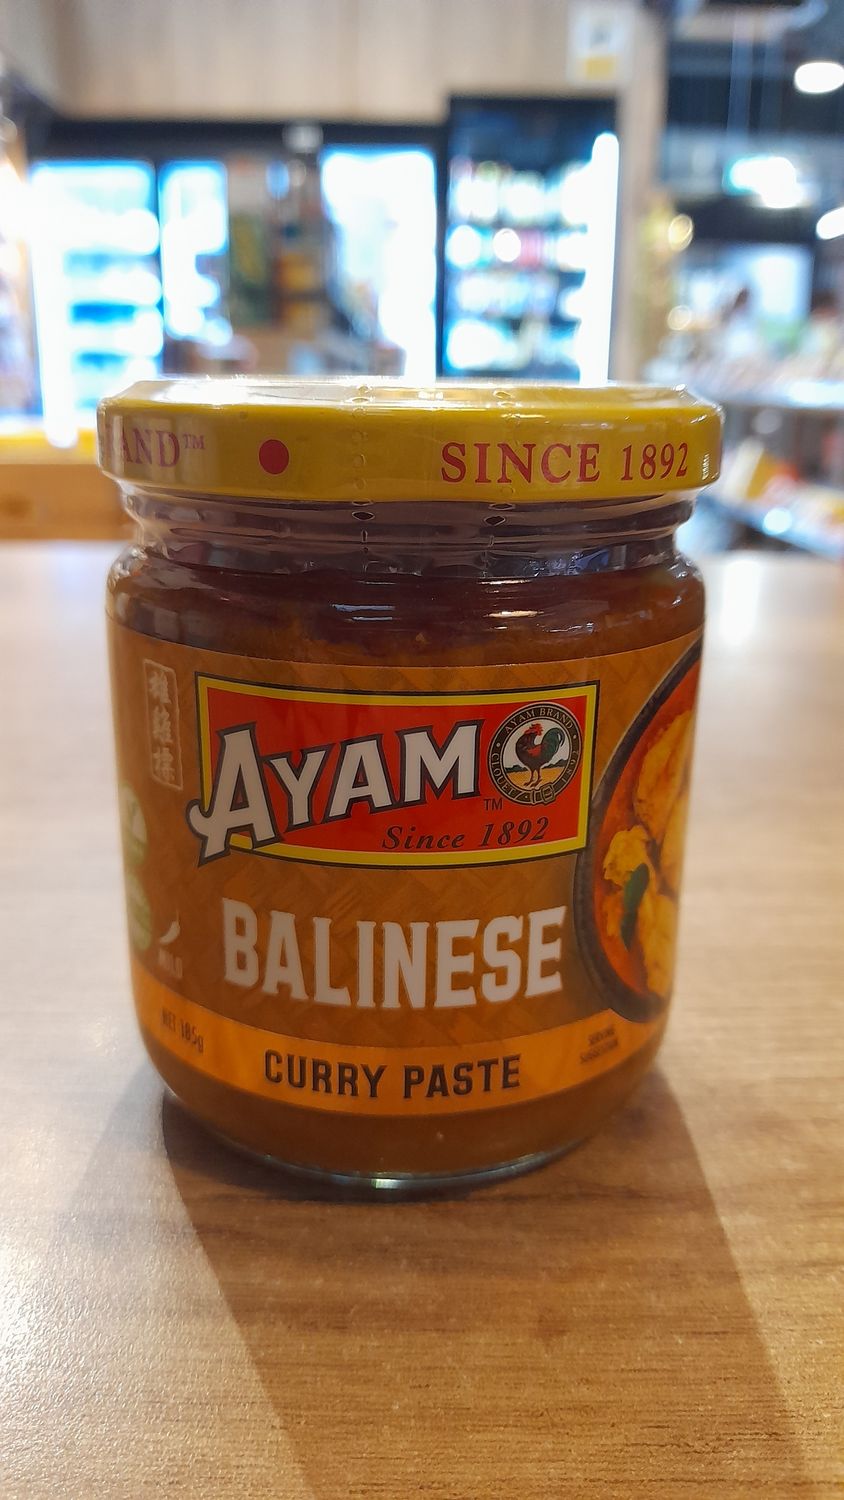 AND™
SINCE 1892
雄雞標
AYAM
AYAM BRAND
™
Since 1892
BALINESE
MILD
NET 185g
CURRY PASTE
SERVING
SUGGESTION